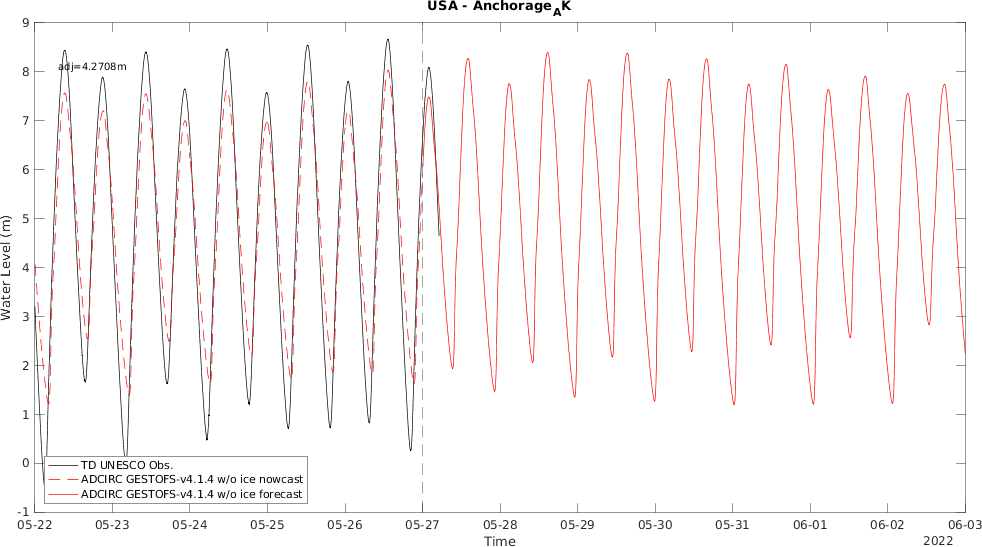 USA - Anchorage_AK
9
8
7
6
5
4
3
2
1
0
-1
Water Level (m)
adj=4.2708m
TD UNESCO Obs.
ADCIRC GESTOFS-v4.1.4 w/o ice nowcast
ADCIRC GESTOFS-v4.1.4 w/o ice forecast
05-22 05-23 05-24 05-25 05-26 05-27 05-28 05-29 05-30 05-31 06-01 06-02 06-03
Time
2022